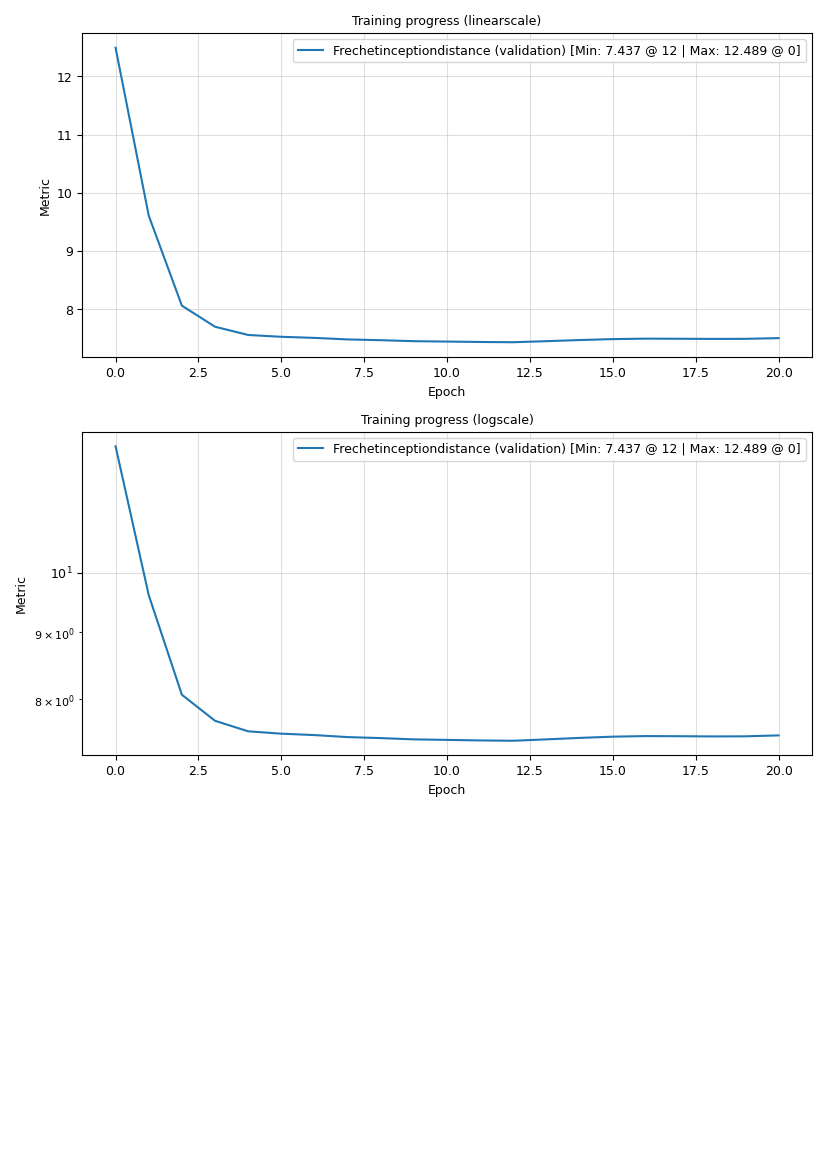 Training progress (linearscale)
Frechetinceptiondistance (validation) [Min: 7.437 @ 12 | Max: 12.489 @ 0]
12
11
10
9
8
Metric
0.0 2.5 5.0 7.5 10.0 12.5 15.0 17.5 20.0
Epoch
Training progress (logscale)
Frechetinceptiondistance (validation) [Min: 7.437 @ 12 | Max: 12.489 @ 0]
10¹
9 × 10⁰
8 × 10⁰
Metric
0.0 2.5 5.0 7.5 10.0 12.5 15.0 17.5 20.0
Epoch